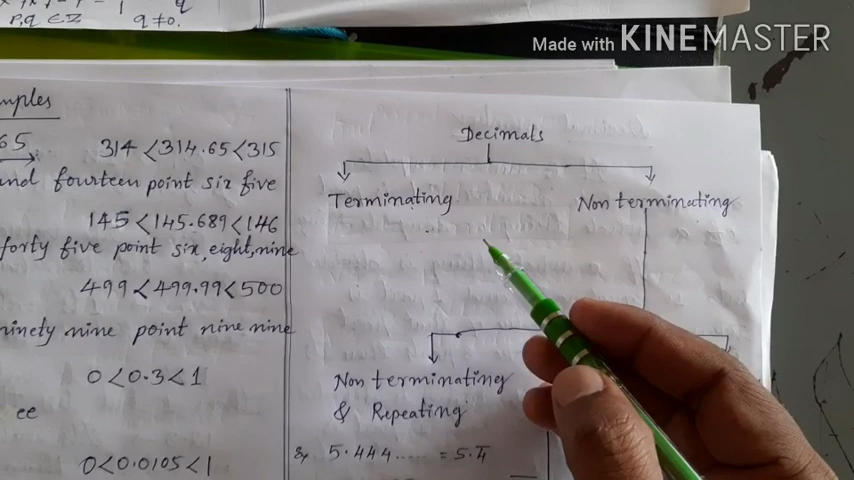 P,q ∈ Z q ≠0.
Made with KINEMASTER
mples
65 314 <314.65<315
and fourteen point six five
145 <145.689< 146
forty five point six, eight, nine
499 <499.99< 500
ninety nine point nine nine
0 <0.3 <1
ee
0<0.0105 <1
Decimals
Terminating Non terminating
Non terminating
& Repeating
5.444..... = 5.4̅